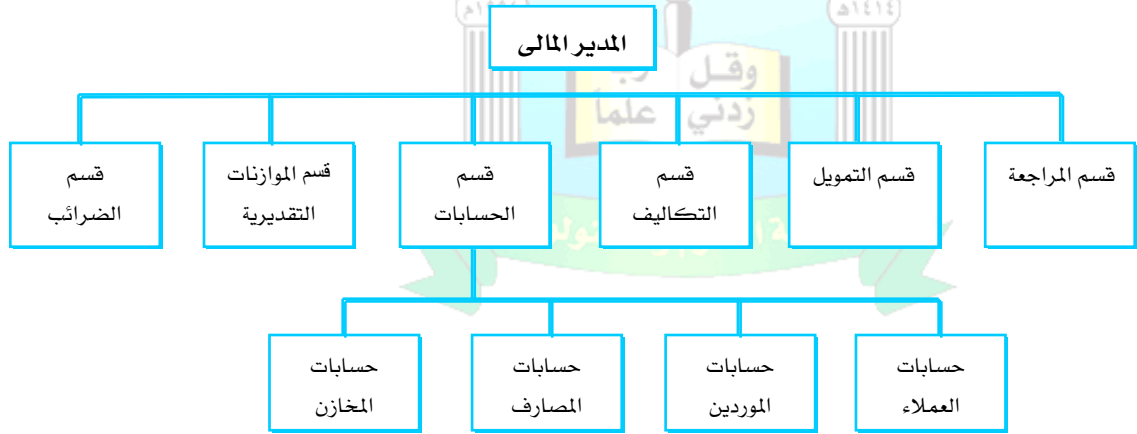 المدير المالى
قسم المراجعة
قسم التمويل
قسم
التكاليف
قسم
الحسابات
قسم الموازنات
التقديرية
قسم
الضرائب
حسابات
العملاء
حسابات
الموردين
حسابات
المصارف
حسابات
المخازن
وقل
زدني علماً
١٤١٤هـ